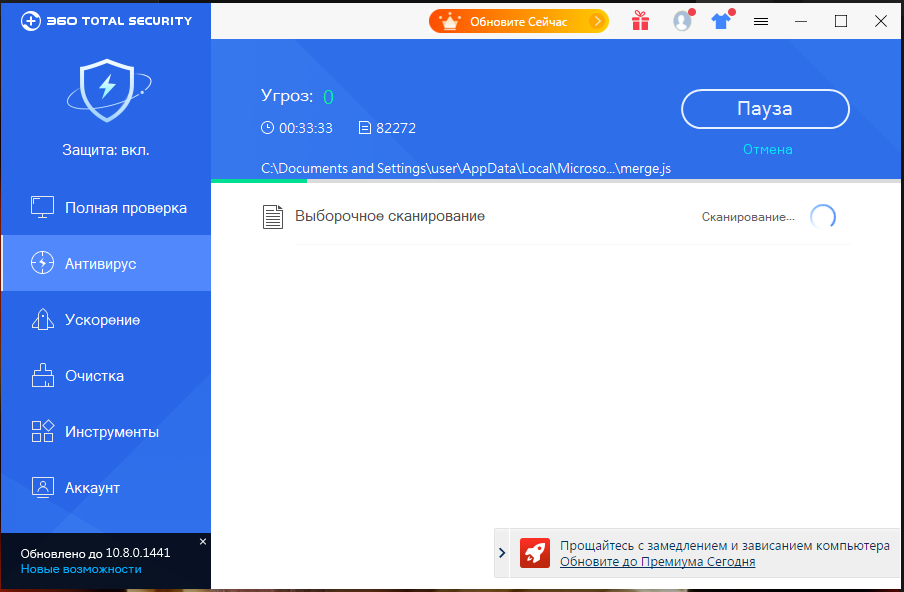 360 TOTAL SECURITY
Обновите Сейчас
Защита: вкл.
Полная проверка
Антивирус
Ускорение
Очистка
Инструменты
Аккаунт
Обновлено до 10.8.0.1441
Новые возможности
Угроз: 0
00:33:33 82272
C:\Documents and Settings\user\AppData\Local\Microso...\merge.js
Пауза
Отмена
Выборочное сканирование
Сканирование...
Прощайтесь с замедлением и зависанием компьютера
Обновите до Премиума Сегодня